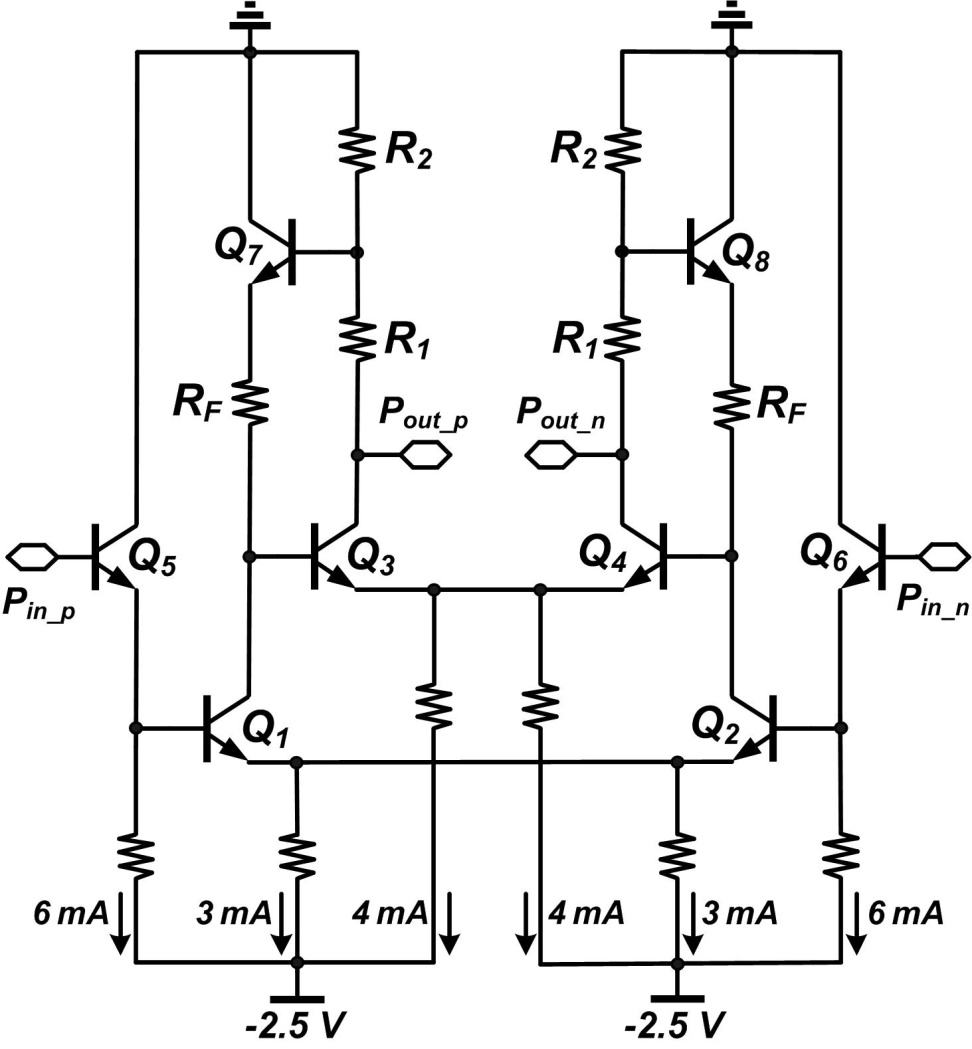 R2 R2
Q7 Q8
R1 R1
RF RF
Pout_p Pout_n
Q5 Q3 Q4 Q6
Pin_p Pin_n
Q1 Q2
6 mA 3 mA 4 mA 4 mA 3 mA 6 mA
-2.5 V -2.5 V